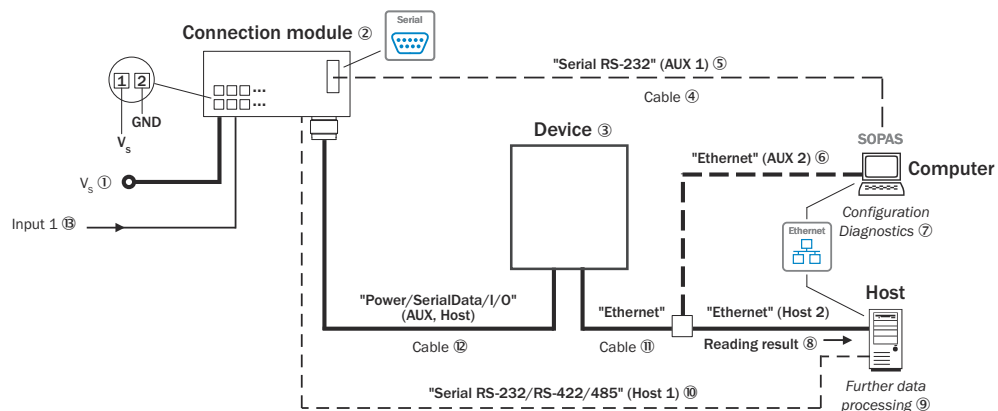 Serial
Connection module ②
"Serial RS-232" (AUX 1) ⑤
1 2
...
...
Cable ④
GND
Vs
Device ③
SOPAS
"Ethernet" (AUX 2) ⑥
Computer
Vs ①
Configuration
Diagnostics ⑦
Input 1 ⑬
Ethernet
Host
"Power/SerialData/I/O"
(AUX, Host)
"Ethernet"
"Ethernet" (Host 2)
Cable ⑫
Cable ⑪
Reading result ⑧
"Serial RS-232/RS-422/485" (Host 1) ⑩
Further data
processing ⑨